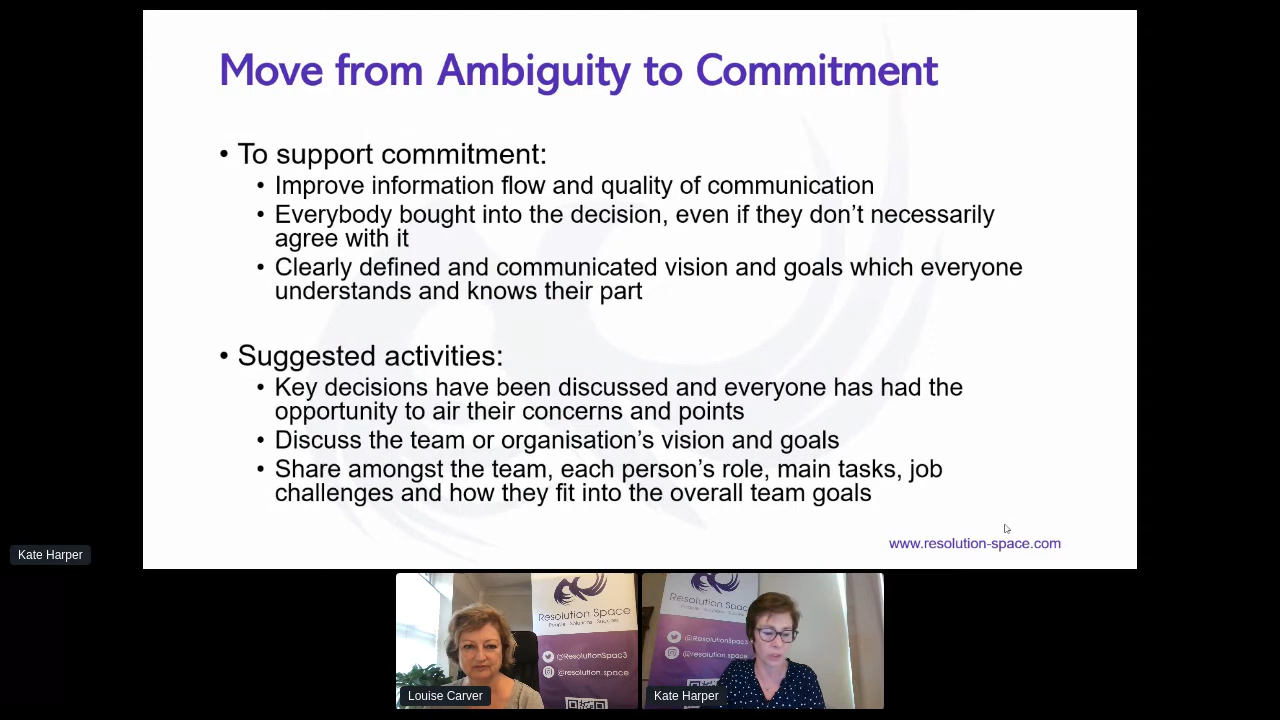 Move from Ambiguity to Commitment
• To support commitment:
• Improve information flow and quality of communication
• Everybody bought into the decision, even if they don’t necessarily
agree with it
• Clearly defined and communicated vision and goals which everyone
understands and knows their part
• Suggested activities:
• Key decisions have been discussed and everyone has had the
opportunity to air their concerns and points
• Discuss the team or organisation’s vision and goals
• Share amongst the team, each person’s role, main tasks, job
challenges and how they fit into the overall team goals
www.resolution-space.com
Kate Harper
Resolution Space
@ResolutionSpac3
@resolution.space
Louise Carver
Resolution Spac
@ResolutionSpac3
@resolution.space
Kate Harper